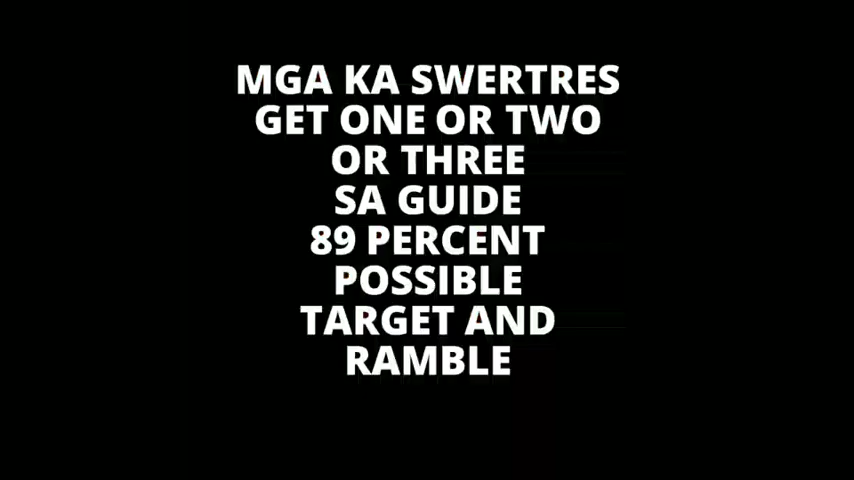 MGA KA SWERTRES
GET ONE OR TWO
OR THREE
SA GUIDE
89 PERCENT
POSSIBLE
TARGET AND
RAMBLE